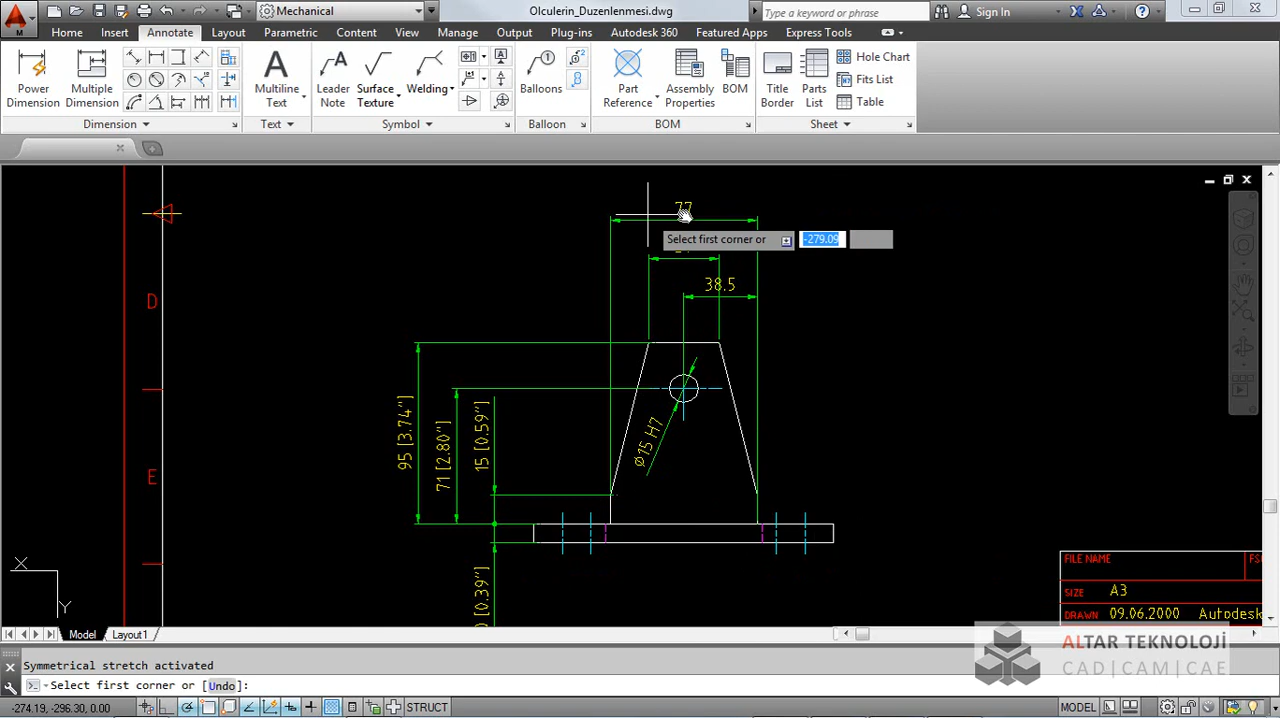 Mechanical
Olculerin_Duzenlenmesi.dwg
Type a keyword or phrase
Sign In
M
Home
Insert
Annotate
Layout
Parametric
Content
View
Manage
Output
Plug-ins
Autodesk 360
Featured Apps
Express Tools
Power
Dimension
Multiple
Dimension
Multiline
Text
Leader
Note
Surface
Texture
Welding
Balloons
Part
Reference
Assembly
Properties
BOM
Title
Border
Parts
List
Hole Chart
Fits List
Table
Dimension
Text
Symbol
Balloon
BOM
Sheet
77
Select first corner or
-279.09
38.5
D
95 [3.74"]
71 [2.80"]
15 [0.59"]
Ø15 H7
E
[0.39"]
X
Y
FILE NAME
SIZE A3
DRAWN 09.06.2000 Autodesk
Model
Layout1
ALTAR TEKNOLOJİ
CAD|CAM|CAE
Symmetrical stretch activated
Select first corner or [Undo]:
-274.19, -296.30, 0.00
STRUCT
MODEL